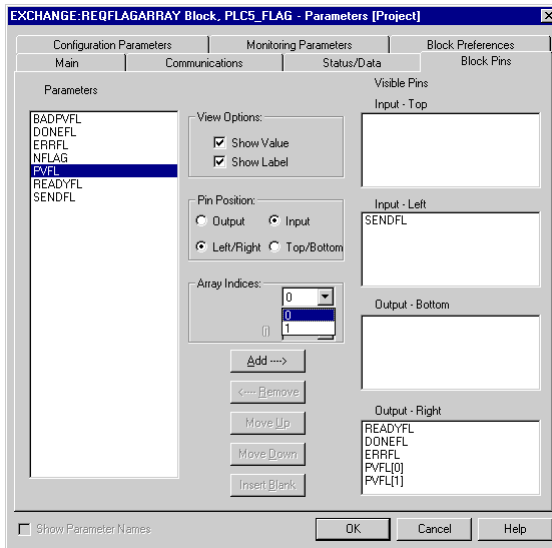 EXCHANGE:REQFLAGARRAY Block, PLC5_FLAG - Parameters [Project]
Configuration Parameters
Monitoring Parameters
Block Preferences
Main
Communications
Status/Data
Block Pins
Parameters
BADPVFL
DONEFL
ERRFL
NFLAG
PVFL
READYFL
SENDFL
View Options:
Show Value
Show Label
Pin Position:
Output
Input
Left/Right
Top/Bottom
Array Indices:
0
0
1
Add ---->
<---- Remove
Move Up
Move Down
Insert Blank
Visible Pins
Input - Top
Input - Left
SENDFL
Output - Bottom
Output - Right
READYFL
DONEFL
ERRFL
PVFL[0]
PVFL[1]
Show Parameter Names
OK
Cancel
Help